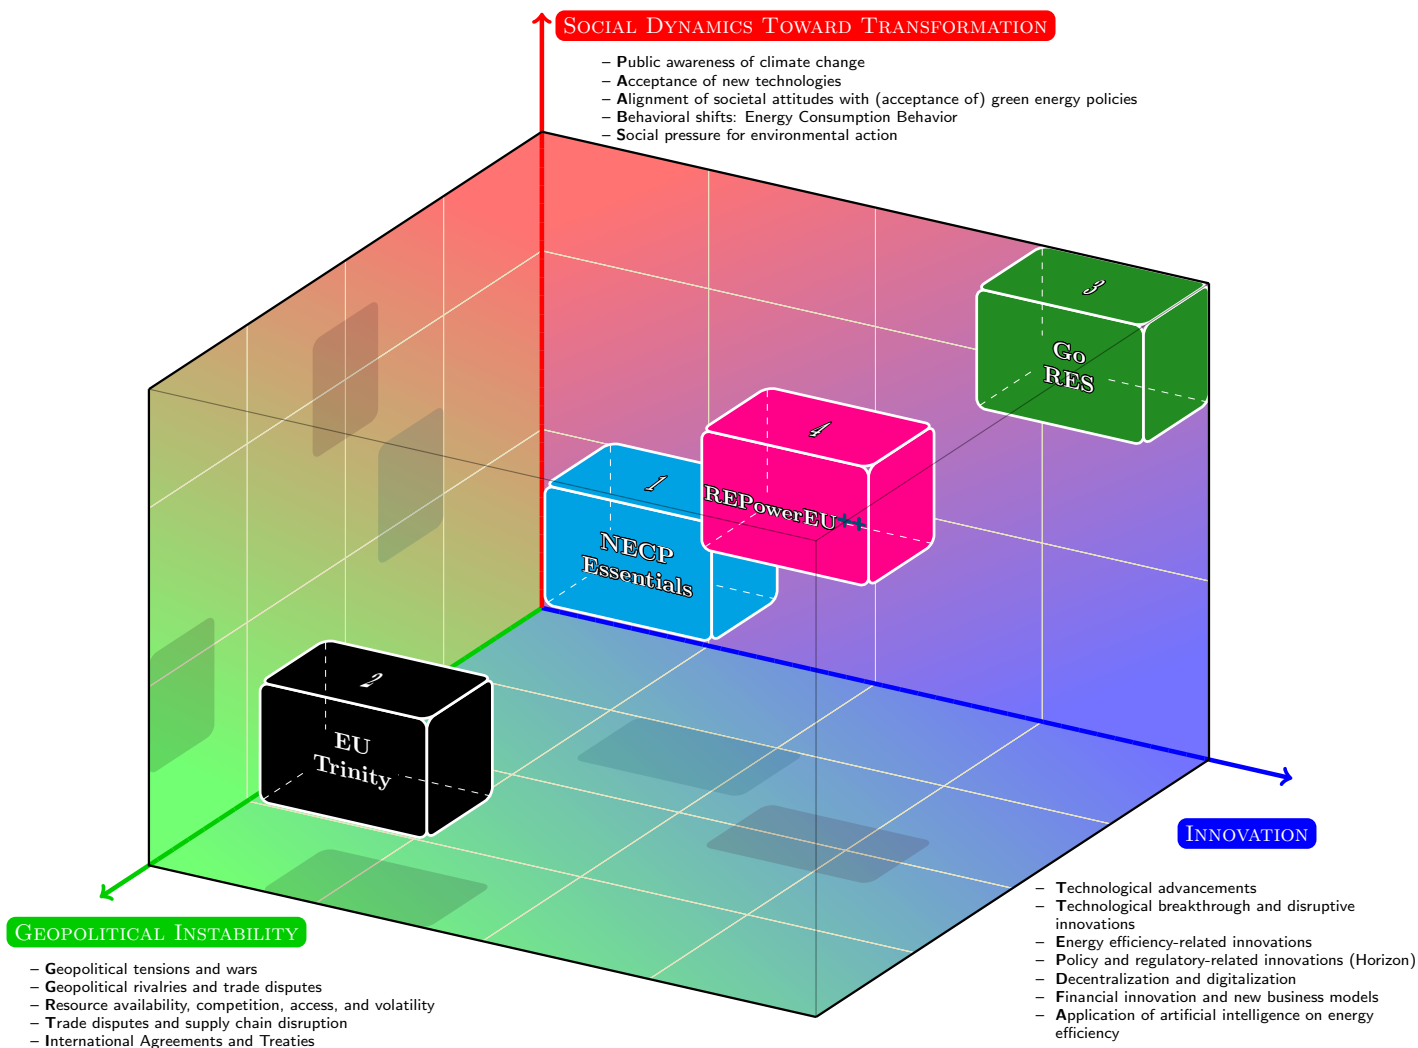 Social Dynamics Toward Transformation
– Public awareness of climate change
– Acceptance of new technologies
– Alignment of societal attitudes with (acceptance of) green energy policies
– Behavioral shifts: Energy Consumption Behavior
– Social pressure for environmental action
3
Go
RES
4
REPowerEU++
1
NECP
Essentials
2
EU
Trinity
Innovation
– Technological advancements
– Technological breakthrough and disruptive
innovations
– Energy efficiency-related innovations
– Policy and regulatory-related innovations (Horizon)
– Decentralization and digitalization
– Financial innovation and new business models
– Application of artificial intelligence on energy
efficiency
Geopolitical Instability
– Geopolitical tensions and wars
– Geopolitical rivalries and trade disputes
– Resource availability, competition, access, and volatility
– Trade disputes and supply chain disruption
– International Agreements and Treaties